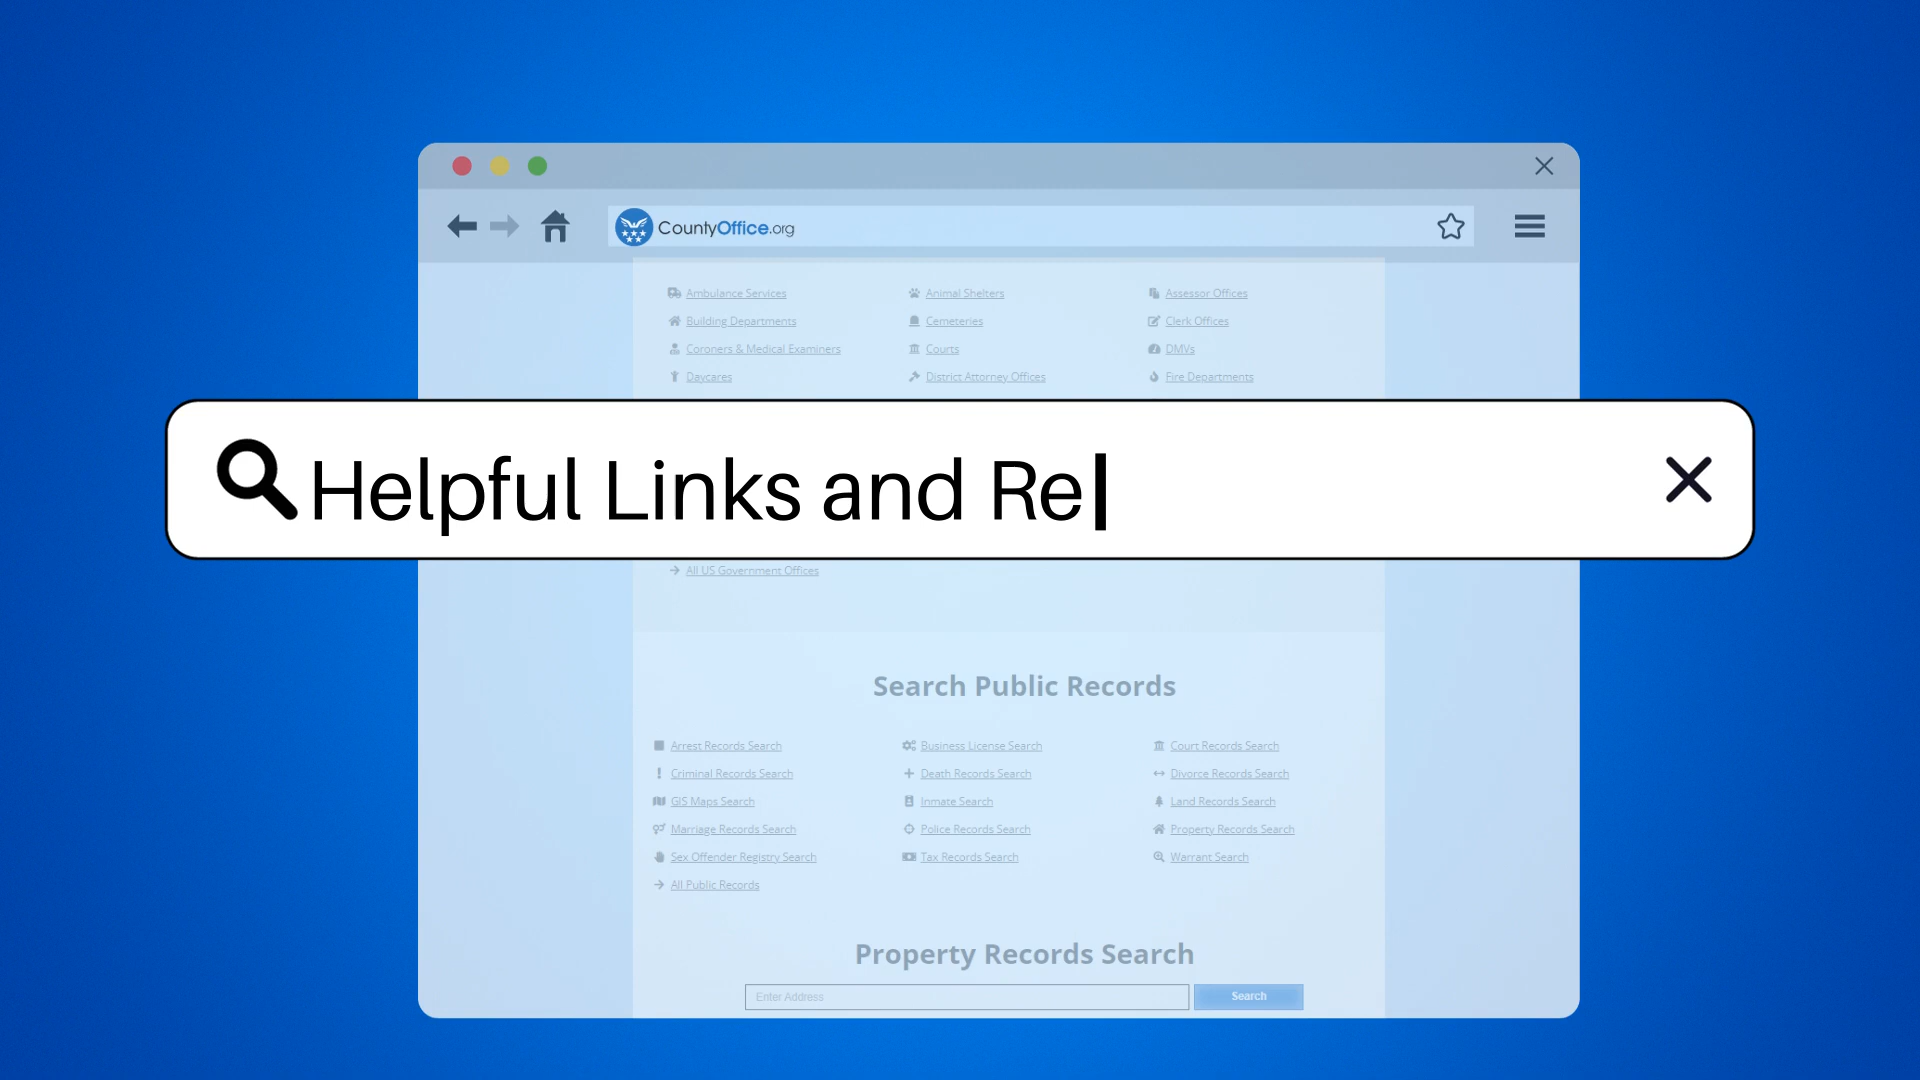 CountyOffice.org
Ambulance Services Animal Shelters Assessor Offices
Building Departments Cemeteries Clerk Offices
Coroners & Medical Examiners Courts DMVs
Daycares District Attorney Offices Fire Departments
Helpful Links and Re
All US Government Offices
Search Public Records
Arrest Records Search Business License Search Court Records Search
Criminal Records Search Death Records Search Divorce Records Search
GIS Maps Search Inmate Search Land Records Search
Marriage Records Search Police Records Search Property Records Search
Sex Offender Registry Search Tax Records Search Warrant Search
All Public Records
Property Records Search
Enter Address Search